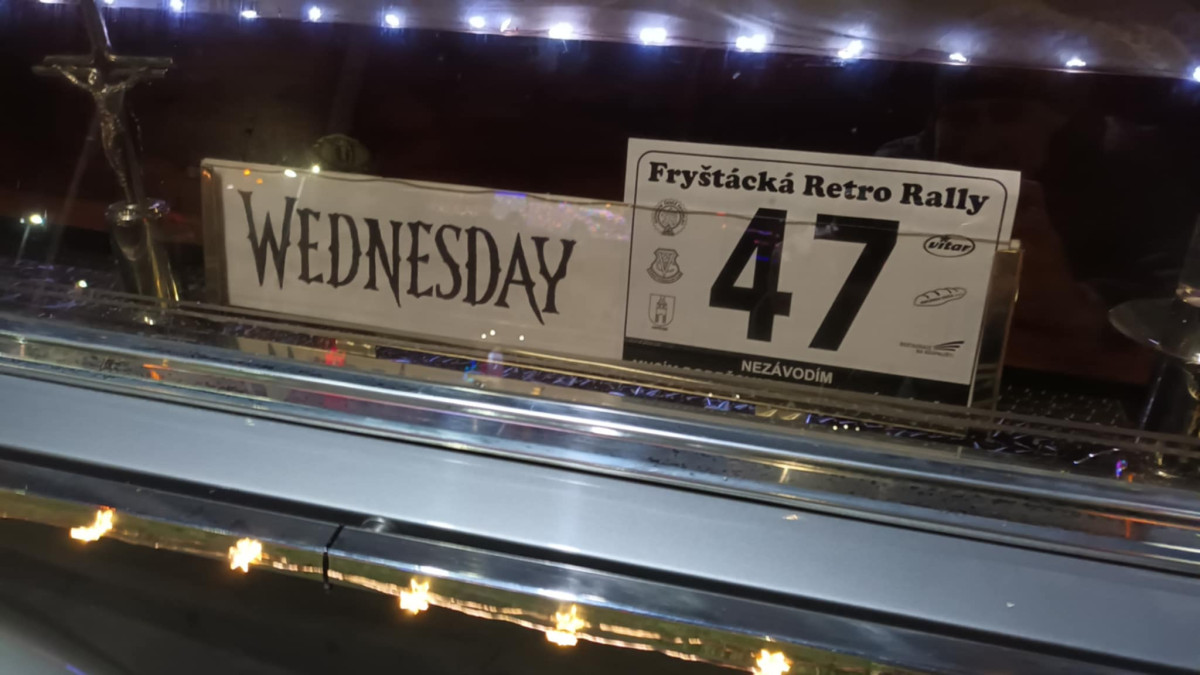 WEDNESDAY
Fryštácká Retro Rally
47
vitar
NEZÁVODÍM